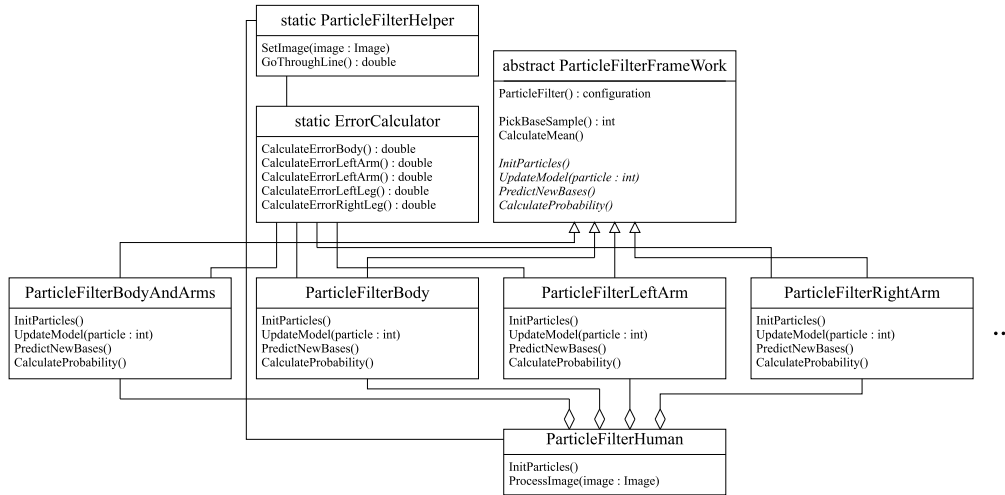 static ParticleFilterHelper
SetImage(image : Image)
GoThroughLine() : double
abstract ParticleFilterFrameWork
ParticleFilter() : configuration
PickBaseSample() : int
CalculateMean()
InitParticles()
UpdateModel(particle : int)
PredictNewBases()
CalculateProbability()
static ErrorCalculator
CalculateErrorBody() : double
CalculateErrorLeftArm() : double
CalculateErrorLeftArm() : double
CalculateErrorLeftLeg() : double
CalculateErrorRightLeg() : double
ParticleFilterBodyAndArms
InitParticles()
UpdateModel(particle : int)
PredictNewBases()
CalculateProbability()
ParticleFilterBody
InitParticles()
UpdateModel(particle : int)
PredictNewBases()
CalculateProbability()
ParticleFilterLeftArm
InitParticles()
UpdateModel(particle : int)
PredictNewBases()
CalculateProbability()
ParticleFilterRightArm
InitParticles()
UpdateModel(particle : int)
PredictNewBases()
CalculateProbability()
..
ParticleFilterHuman
InitParticles()
ProcessImage(image : Image)